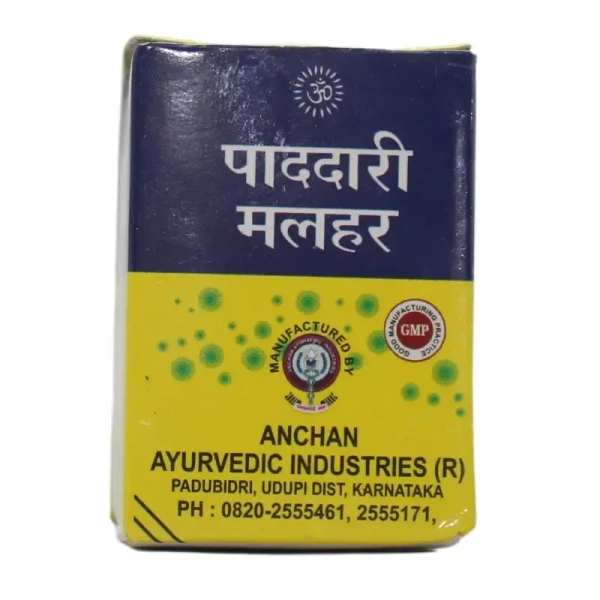 ॐ
पाददारी
मलहर
MANUFACTURED BY
GOOD MANUFACTURING PRACTICE
GMP
ANCHAN
AYURVEDIC INDUSTRIES (R)
PADUBIDRI, UDUPI DIST, KARNATAKA
PH : 0820-2555461, 2555171,